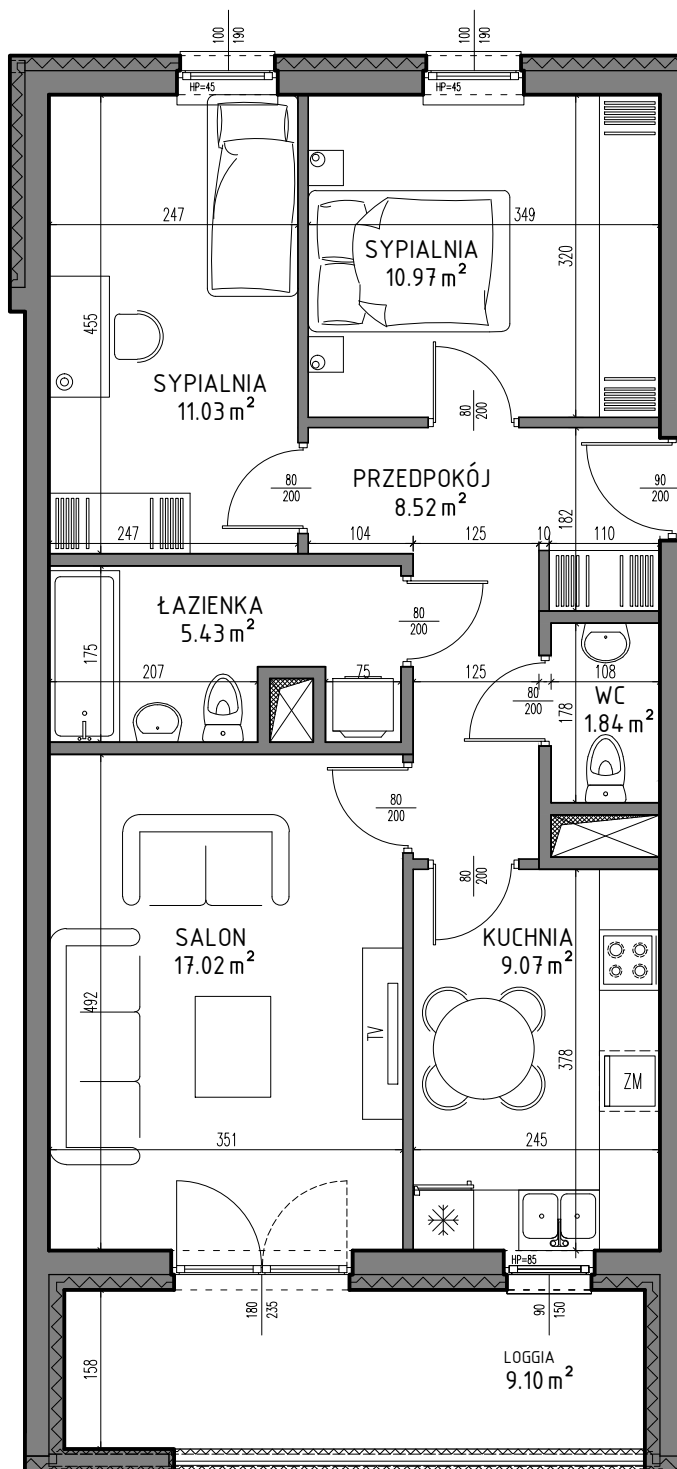 100
190
100
190
HP=45
HP=45
247
349
SYPIALNIA
10.97 m²
320
455
SYPIALNIA
11.03 m²
80
200
80
200
PRZEDPOKÓJ
8.52 m²
90
200
182
247
104
125
10
110
ŁAZIENKA
5.43 m²
80
200
175
207
75
125
80
200
108
178
WC
1.84 m²
80
200
80
200
SALON
17.02 m²
KUCHNIA
9.07 m²
492
TV
378
ZM
351
245
HP=85
180
235
90
150
158
LOGGIA
9.10 m²